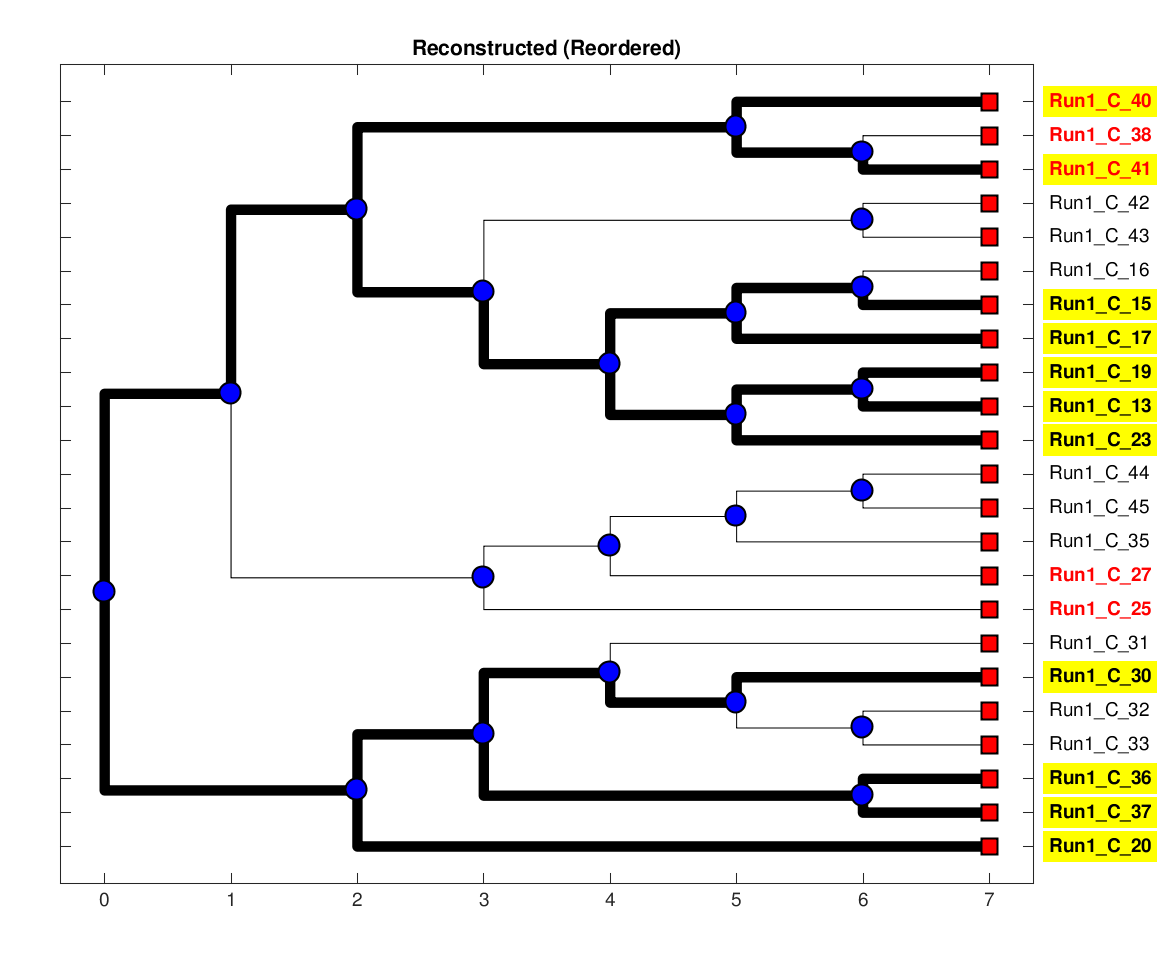 Reconstructed (Reordered)
Run1_C_40
Run1_C_38
Run1_C_41
Run1_C_42
Run1_C_43
Run1_C_16
Run1_C_15
Run1_C_17
Run1_C_19
Run1_C_13
Run1_C_23
Run1_C_44
Run1_C_45
Run1_C_35
Run1_C_27
Run1_C_25
Run1_C_31
Run1_C_30
Run1_C_32
Run1_C_33
Run1_C_36
Run1_C_37
Run1_C_20
0 1 2 3 4 5 6 7